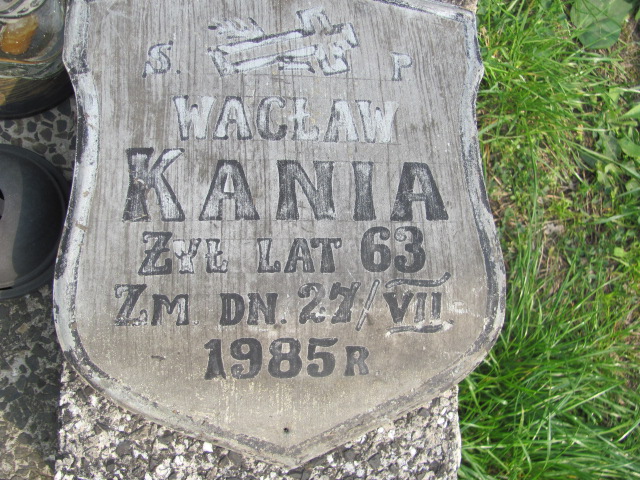 S. P
WACŁAW
KANIA
ŻYŁ LAT 63
ZM. DN. 27/VII
1985 R.